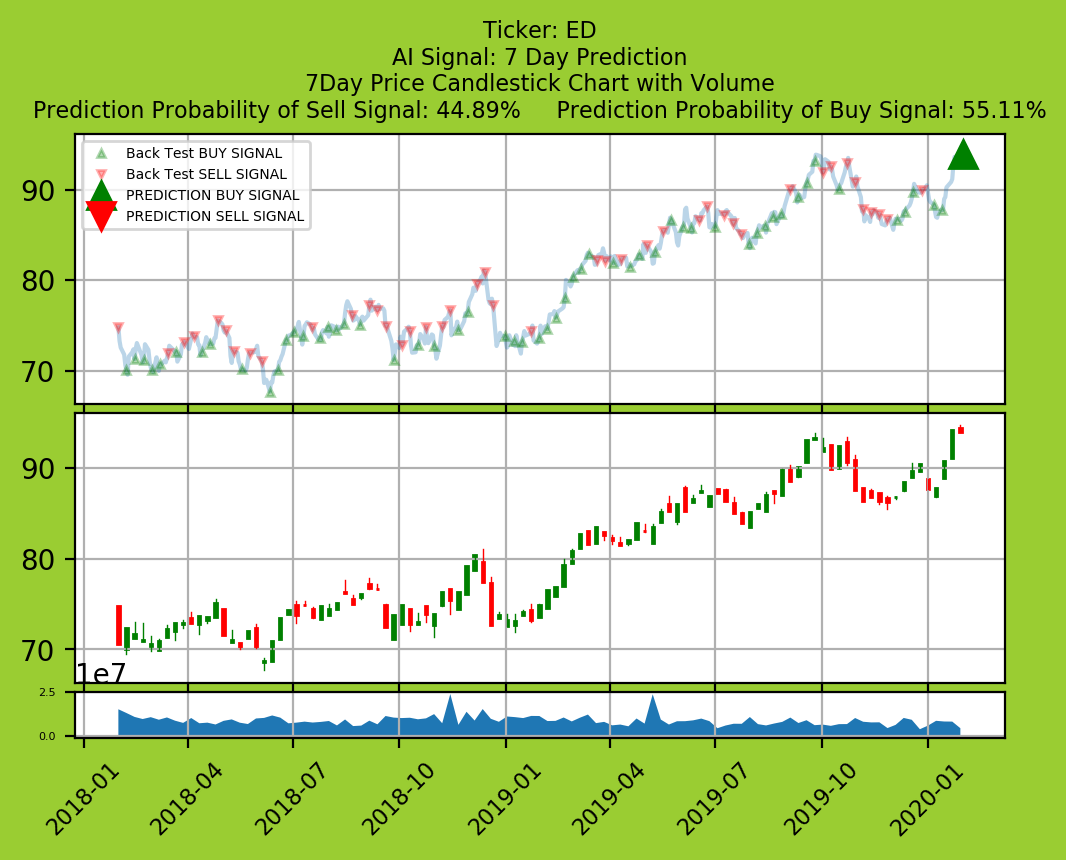 Ticker: ED
AI Signal: 7 Day Prediction
7Day Price Candlestick Chart with Volume
Prediction Probability of Sell Signal: 44.89%     Prediction Probability of Buy Signal: 55.11%
Back Test BUY SIGNAL
Back Test SELL SIGNAL
PREDICTION BUY SIGNAL
PREDICTION SELL SIGNAL
90
80
70
90
80
70
1e7
2.5
0.0
2018-01 2018-04 2018-07 2018-10 2019-01 2019-04 2019-07 2019-10 2020-01